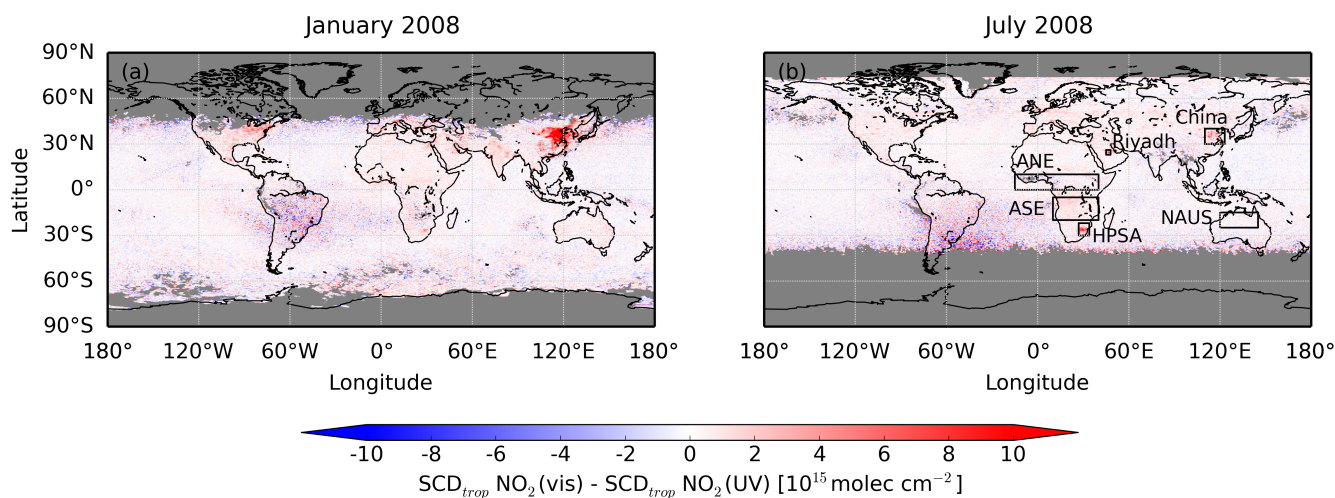 January 2008
July 2008
90°N
60°N
30°N
0°
30°S
60°S
90°S
Latitude
(a)
180° 120°W 60°W 0° 60°E 120°E 180°
Longitude
(b)
China
Riyadh
ANE
ASE
NAUS
HPSA
180° 120°W 60°W 0° 60°E 120°E 180°
Longitude
-10 -8 -6 -4 -2 0 2 4 6 8 10
SCD_trop NO₂(vis) - SCD_trop NO₂(UV) [10¹⁵ molec cm⁻²]